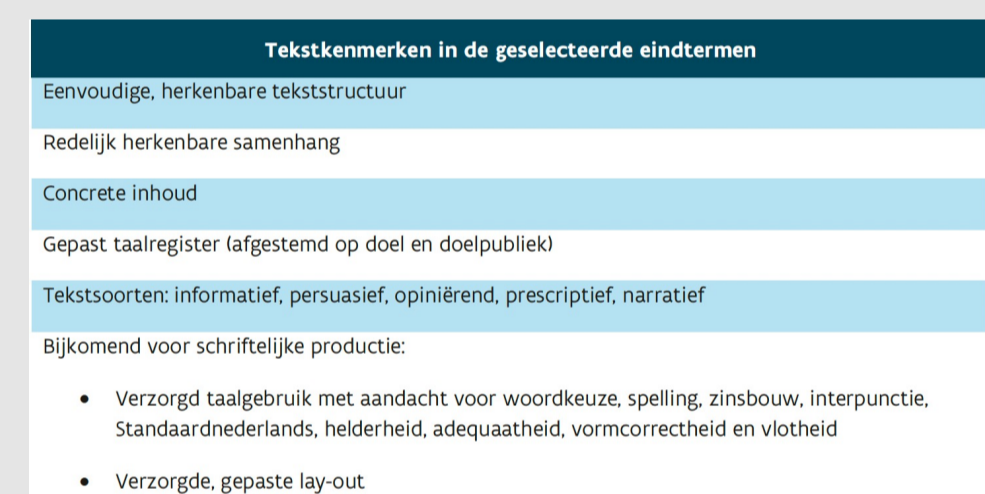 Tekstkenmerken in de geselecteerde eindtermen
Eenvoudige, herkenbare tekststructuur
Redelijk herkenbare samenhang
Concrete inhoud
Gepast taalregister (afgestemd op doel en doelpubliek)
Tekstsoorten: informatief, persuasief, opiniërend, prescriptief, narratief
Bijkomend voor schriftelijke productie:
• Verzorgd taalgebruik met aandacht voor woordkeuze, spelling, zinsbouw, interpunctie,
Standaardnederlands, helderheid, adequaatheid, vormcorrectheid en vlotheid
• Verzorgde, gepaste lay-out